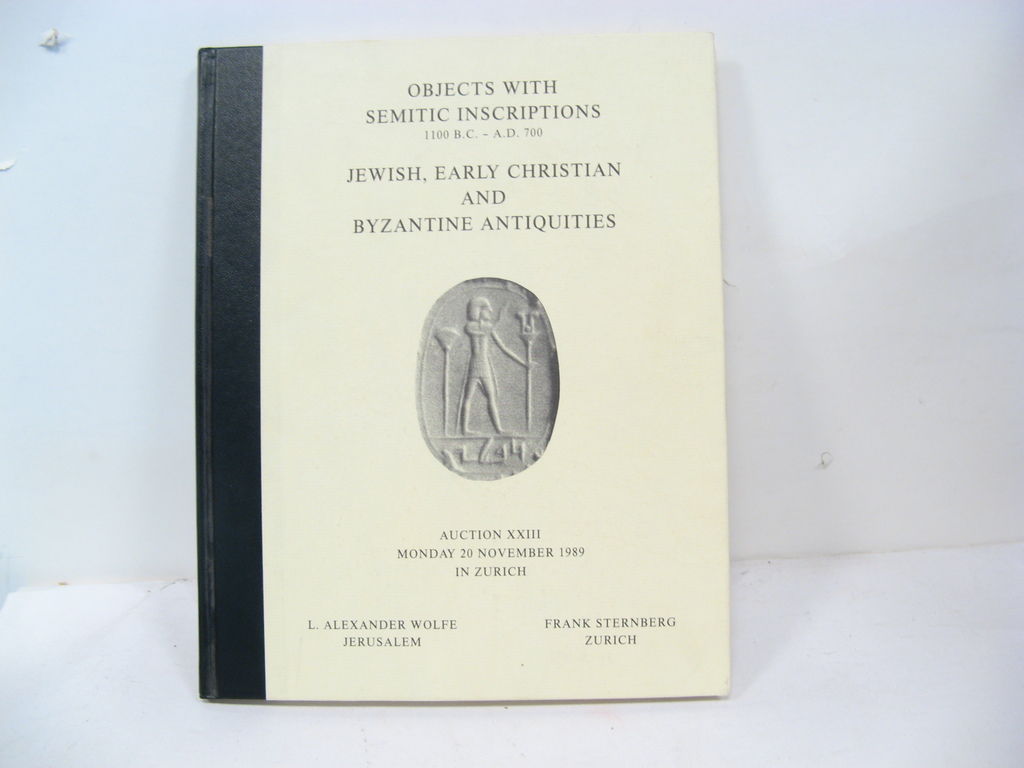 OBJECTS WITH
SEMITIC INSCRIPTIONS
1100 B.C. – A.D. 700
JEWISH, EARLY CHRISTIAN
AND
BYZANTINE ANTIQUITIES
AUCTION XXIII
MONDAY 20 NOVEMBER 1989
IN ZURICH
L. ALEXANDER WOLFE
JERUSALEM
FRANK STERNBERG
ZURICH